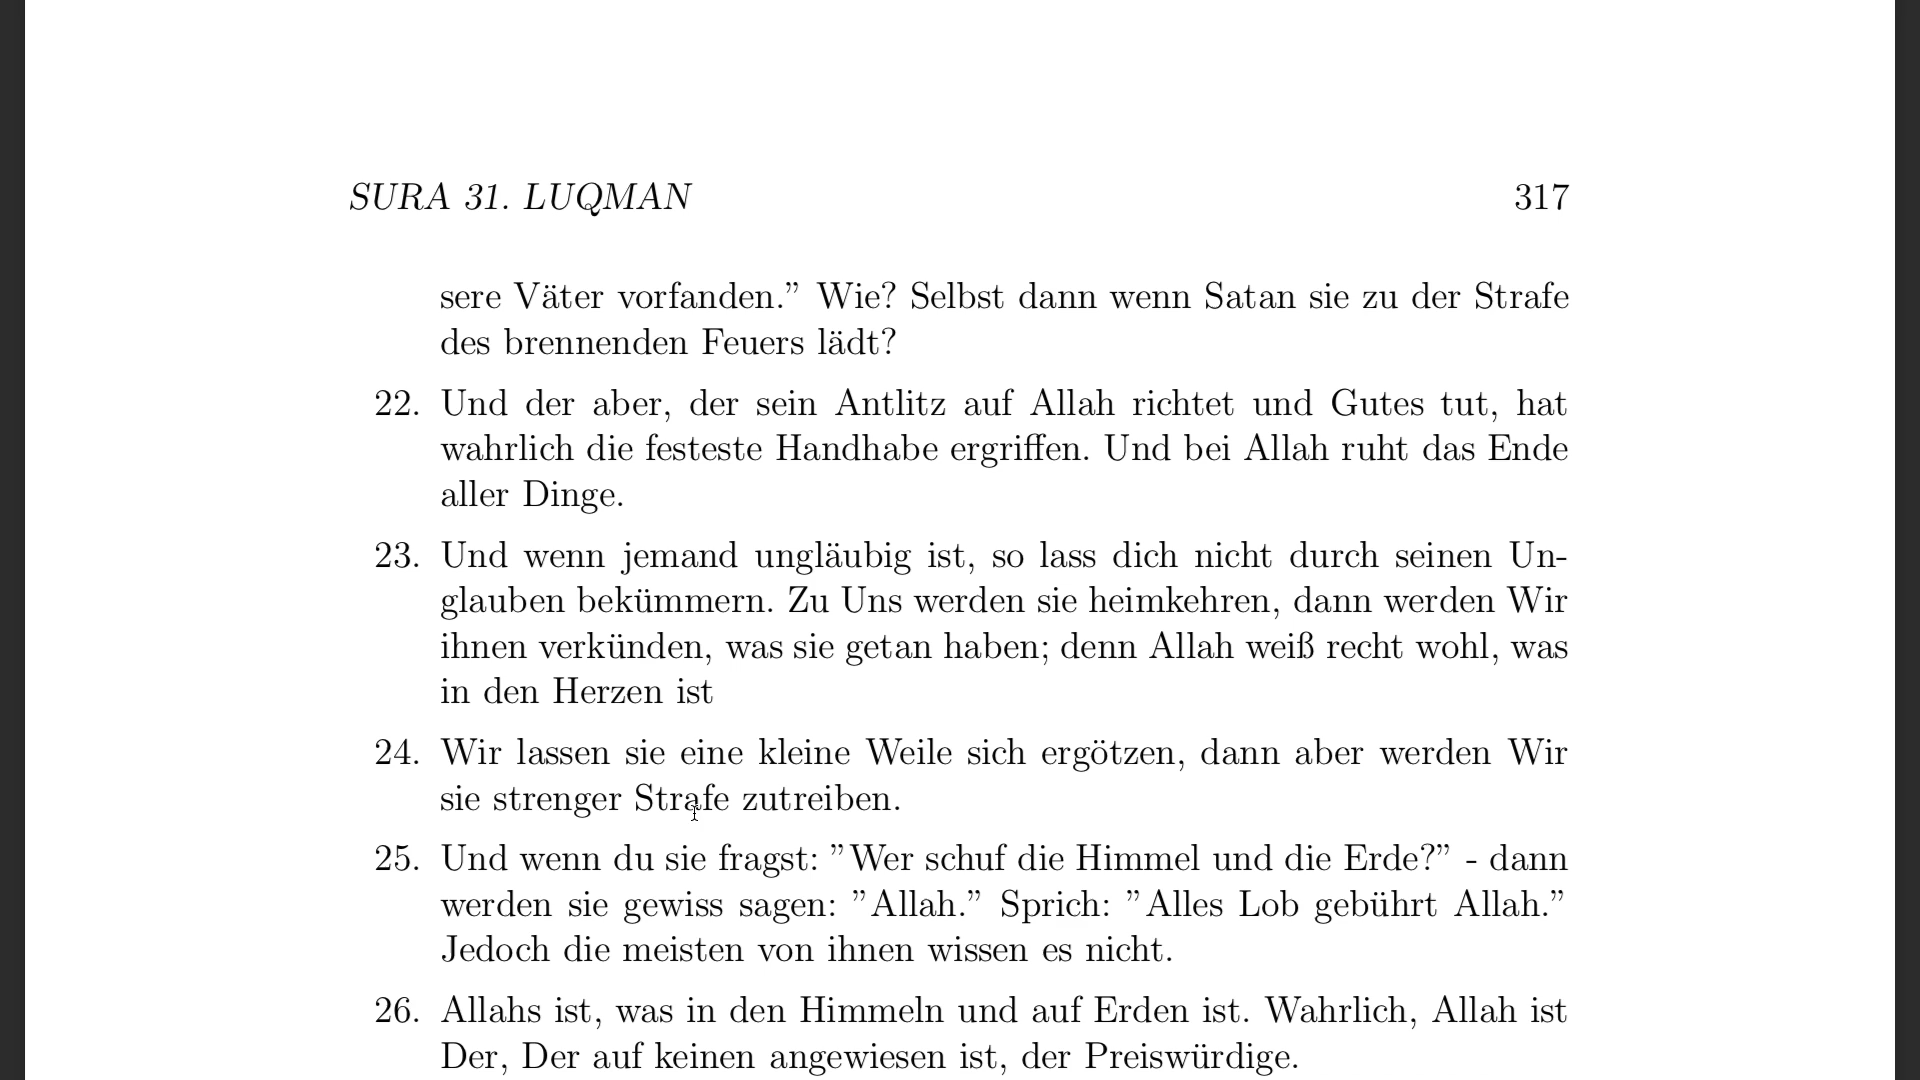 SURA 31. LUQMAN 317
sere Väter vorfanden.” Wie? Selbst dann wenn Satan sie zu der Strafe
des brennenden Feuers lädt?
22. Und der aber, der sein Antlitz auf Allah richtet und Gutes tut, hat
wahrlich die festeste Handhabe ergriffen. Und bei Allah ruht das Ende
aller Dinge.
23. Und wenn jemand ungläubig ist, so lass dich nicht durch seinen Un-
glauben bekümmern. Zu Uns werden sie heimkehren, dann werden Wir
ihnen verkünden, was sie getan haben; denn Allah weiß recht wohl, was
in den Herzen ist
24. Wir lassen sie eine kleine Weile sich ergötzen, dann aber werden Wir
sie strenger Strafe zutreiben.
25. Und wenn du sie fragst: ”Wer schuf die Himmel und die Erde?” - dann
werden sie gewiss sagen: ”Allah.” Sprich: ”Alles Lob gebührt Allah.”
Jedoch die meisten von ihnen wissen es nicht.
26. Allahs ist, was in den Himmeln und auf Erden ist. Wahrlich, Allah ist
Der, Der auf keinen angewiesen ist, der Preiswürdige.